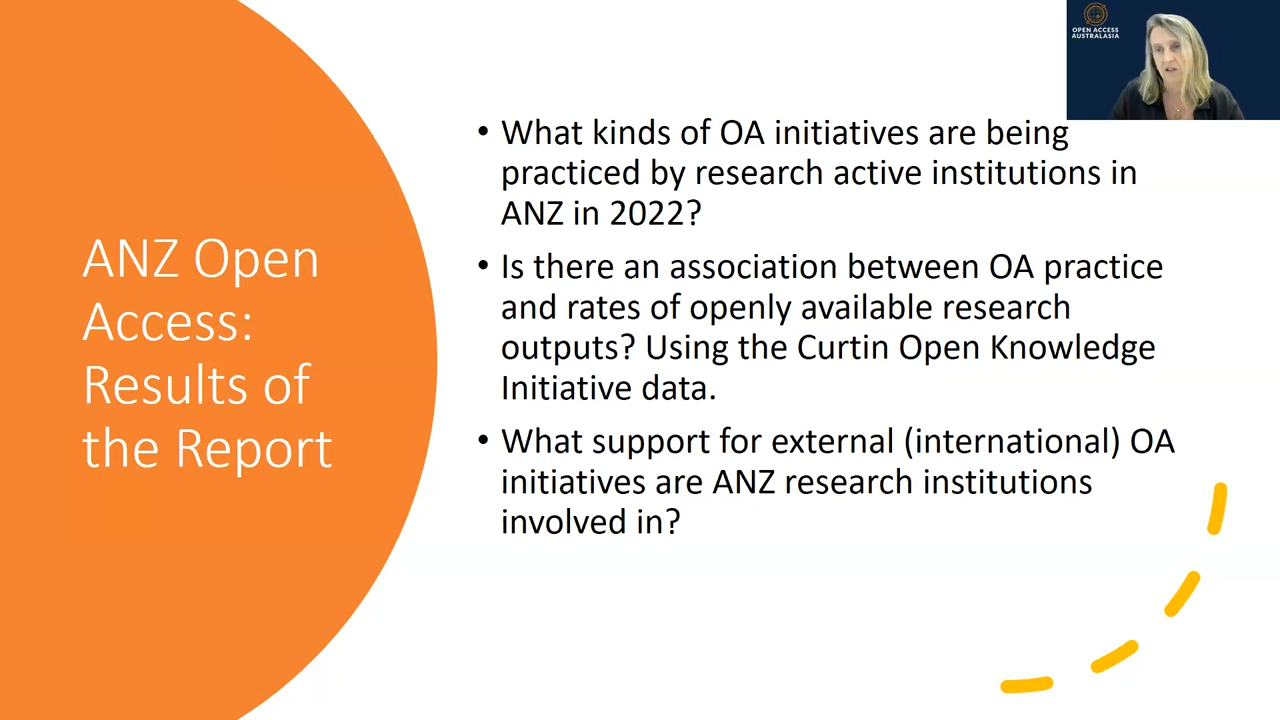 OPEN ACCESS
AUSTRALASIA
ANZ Open
Access:
Results of
the Report
• What kinds of OA initiatives are being
practiced by research active institutions in
ANZ in 2022?
• Is there an association between OA practice
and rates of openly available research
outputs? Using the Curtin Open Knowledge
Initiative data.
• What support for external (international) OA
initiatives are ANZ research institutions
involved in?